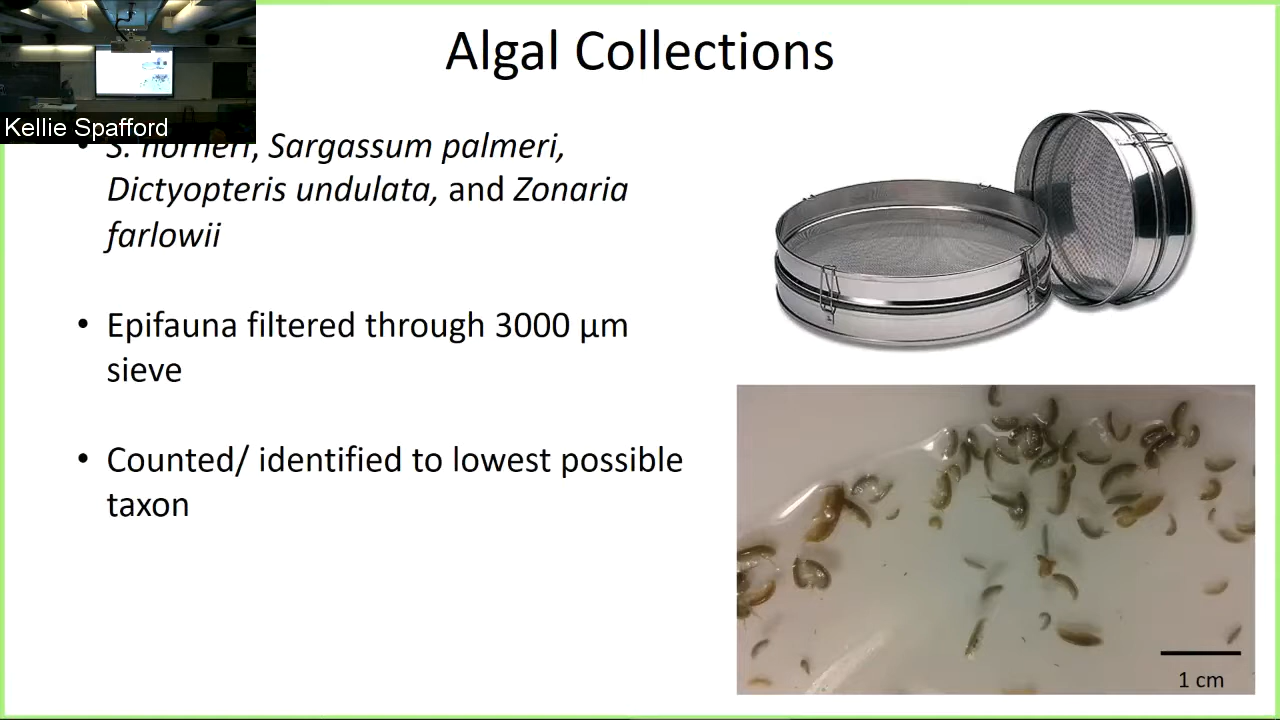 Algal Collections
Kellie Spafford
• S. horneri, Sargassum palmeri,
Dictyopteris undulata, and Zonaria
farlowii
• Epifauna filtered through 3000 µm
sieve
• Counted/ identified to lowest possible
taxon
1 cm